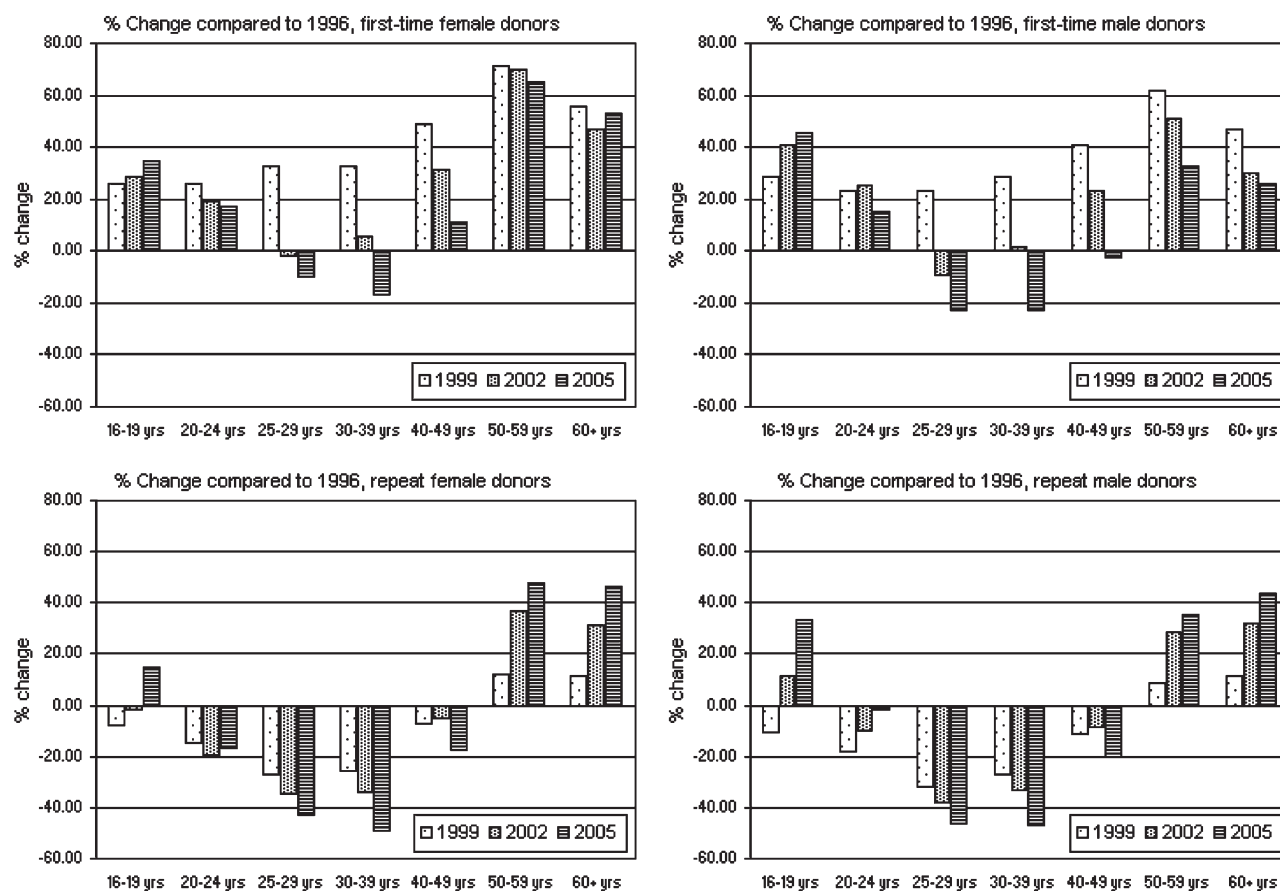 % Change compared to 1996, first-time female donors
80.00
60.00
40.00
20.00
0.00
-20.00
-40.00
-60.00
% change
1999 2002 2005
16-19 yrs 20-24 yrs 25-29 yrs 30-39 yrs 40-49 yrs 50-59 yrs 60+ yrs
% Change compared to 1996, first-time male donors
80.00
60.00
40.00
20.00
0.00
-20.00
-40.00
-60.00
% change
1999 2002 2005
16-19 yrs 20-24 yrs 25-29 yrs 30-39 yrs 40-49 yrs 50-59 yrs 60+ yrs
% Change compared to 1996, repeat female donors
80.00
60.00
40.00
20.00
0.00
-20.00
-40.00
-60.00
% change
1999 2002 2005
16-19 yrs 20-24 yrs 25-29 yrs 30-39 yrs 40-49 yrs 50-59 yrs 60+ yrs
% Change compared to 1996, repeat male donors
80.00
60.00
40.00
20.00
0.00
-20.00
-40.00
-60.00
% change
1999 2002 2005
16-19 yrs 20-24 yrs 25-29 yrs 30-39 yrs 40-49 yrs 50-59 yrs 60+ yrs